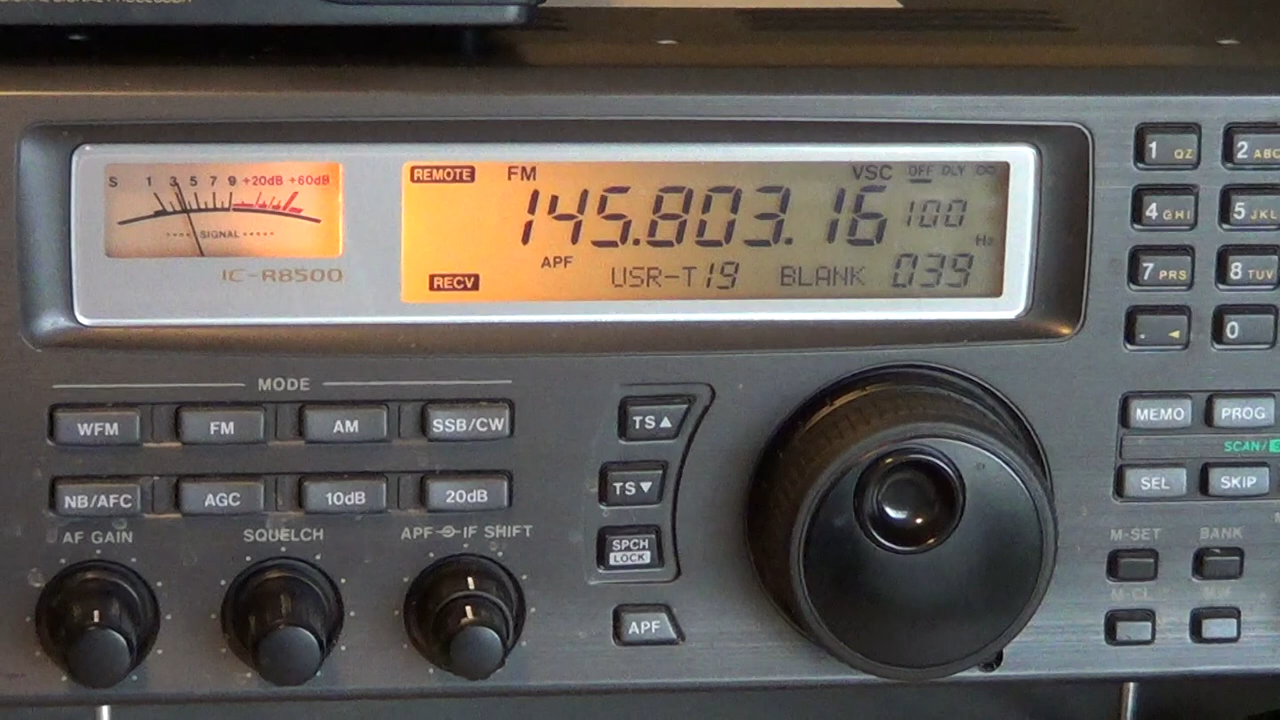 S 1 3 5 7 9 +20dB +60dB
SIGNAL
IC-R8500
REMOTE FM VSC OFF DLY ∞
145.803.16 100
Hz
APF
RECV USR-T19 BLANK 039
1 QZ 2 ABC
4 GHI 5 JKL
7 PRS 8 TUV
. ◄ 0
MODE
WFM FM AM SSB/CW
NB/AFC AGC 10dB 20dB
AF GAIN SQUELCH APF IF SHIFT
TS▲
TS▼
SPCH
LOCK
APF
MEMO PROG
SCAN/S
SEL SKIP
M-SET BANK
M-CL MW